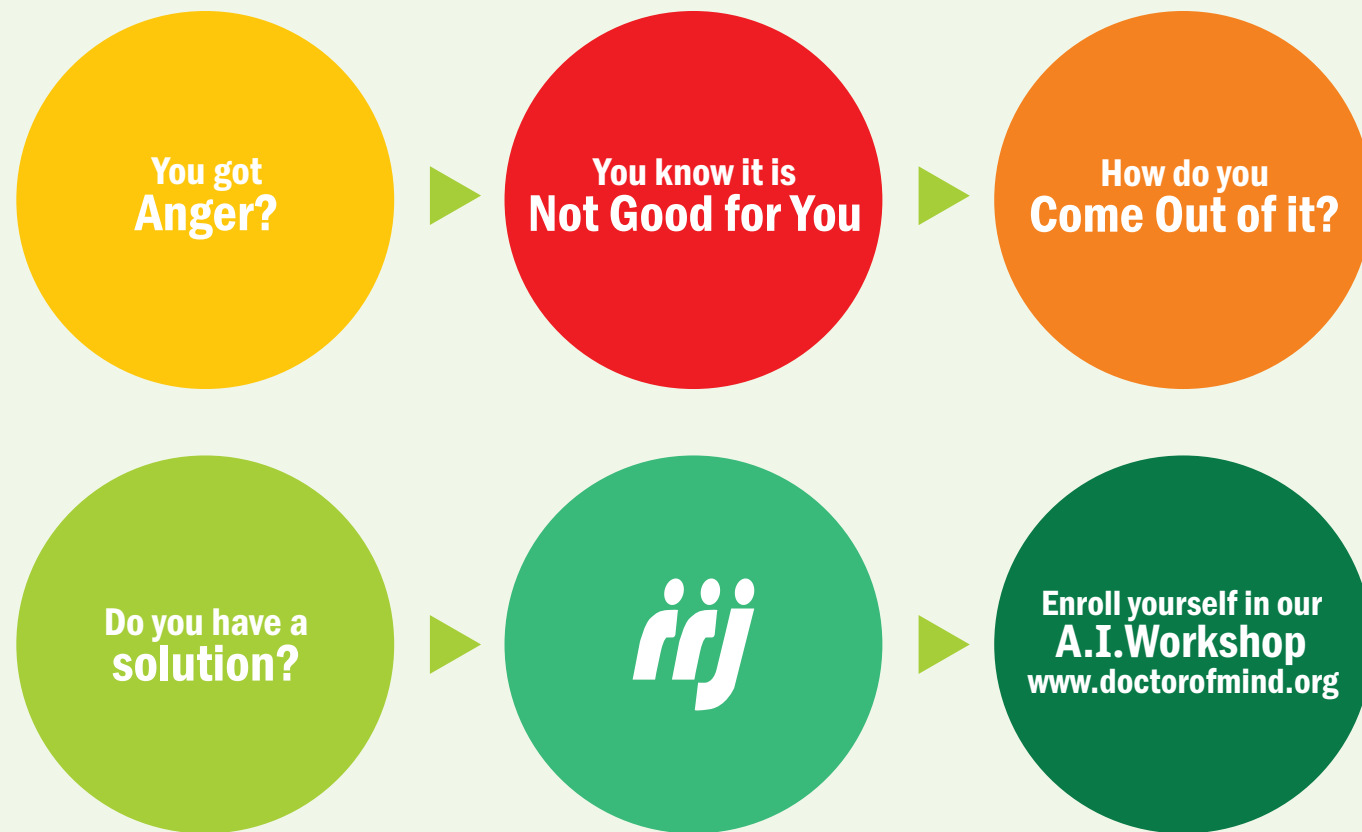 You got
Anger?
You know it is
Not Good for You
How do you
Come Out of it?
Do you have a
solution?
Enroll yourself in our
A.I.Workshop
www.doctorofmind.org